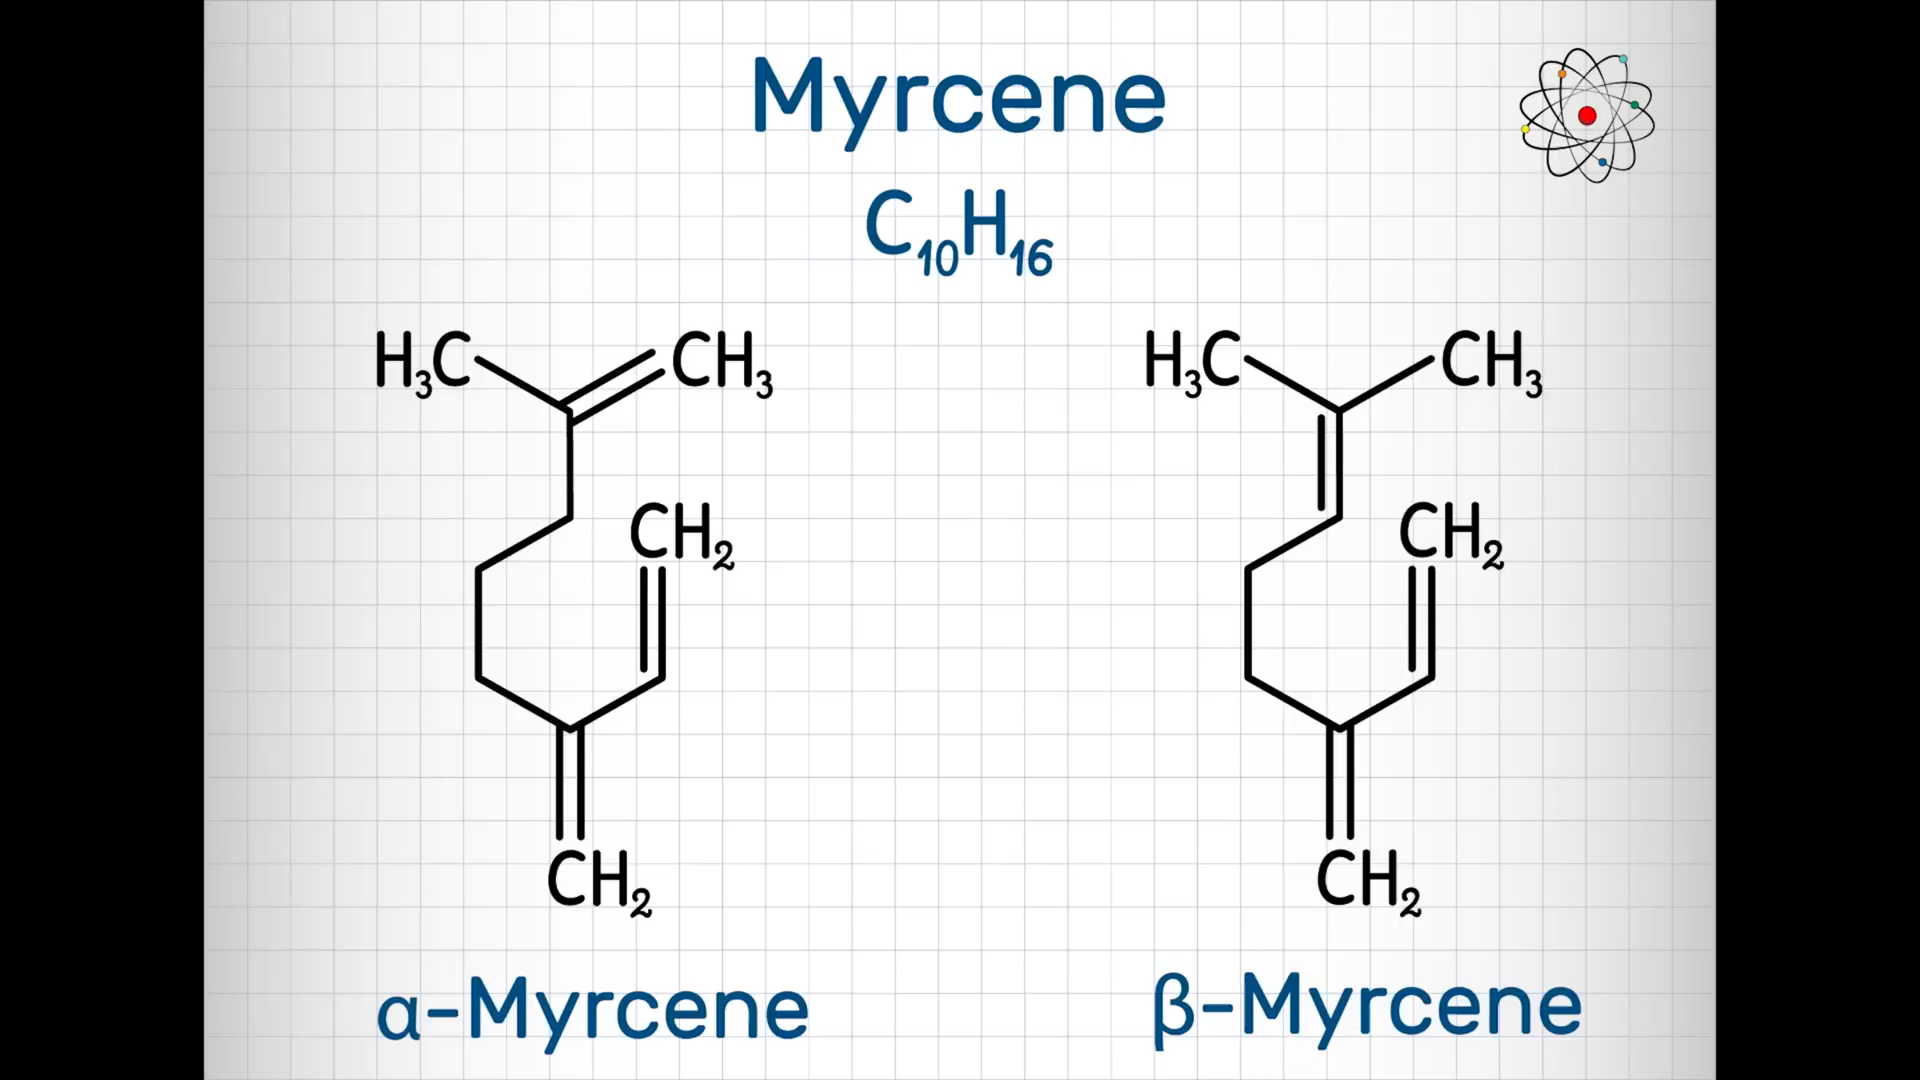 Myrcene
C₁₀H₁₆
H₃C CH₃ H₃C CH₃
CH₂ CH₂
CH₂ CH₂
α-Myrcene β-Myrcene